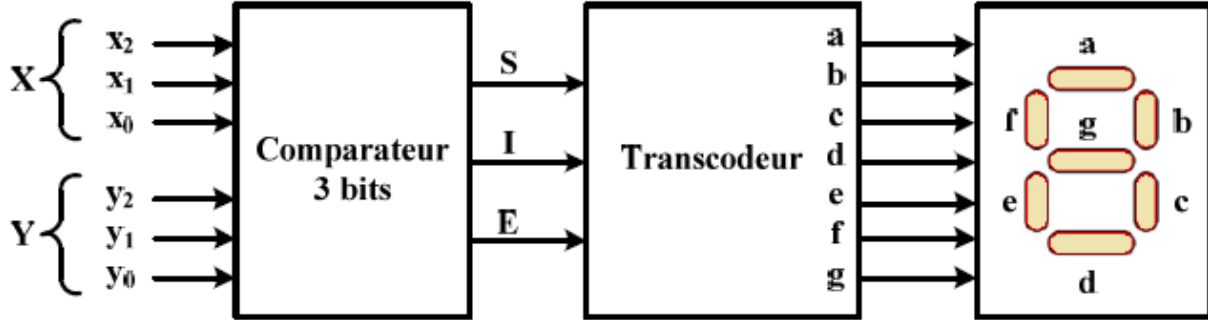 X
x₂
x₁
x₀
Y
y₂
y₁
y₀
Comparateur
3 bits
S
I
E
Transcodeur
a
b
c
d
e
f
g
a
f
g
b
e
c
d